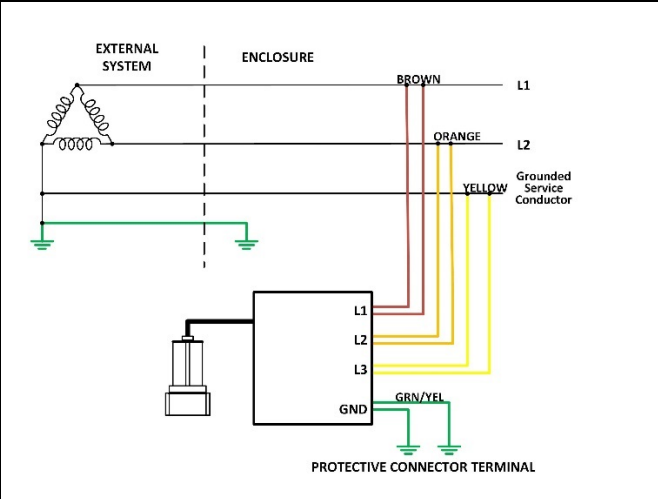 EXTERNAL
SYSTEM
ENCLOSURE
BROWN
L1
ORANGE
L2
YELLOW
Grounded
Service
Conductor
L1
L2
L3
GRN/YEL
GND
PROTECTIVE CONNECTOR TERMINAL